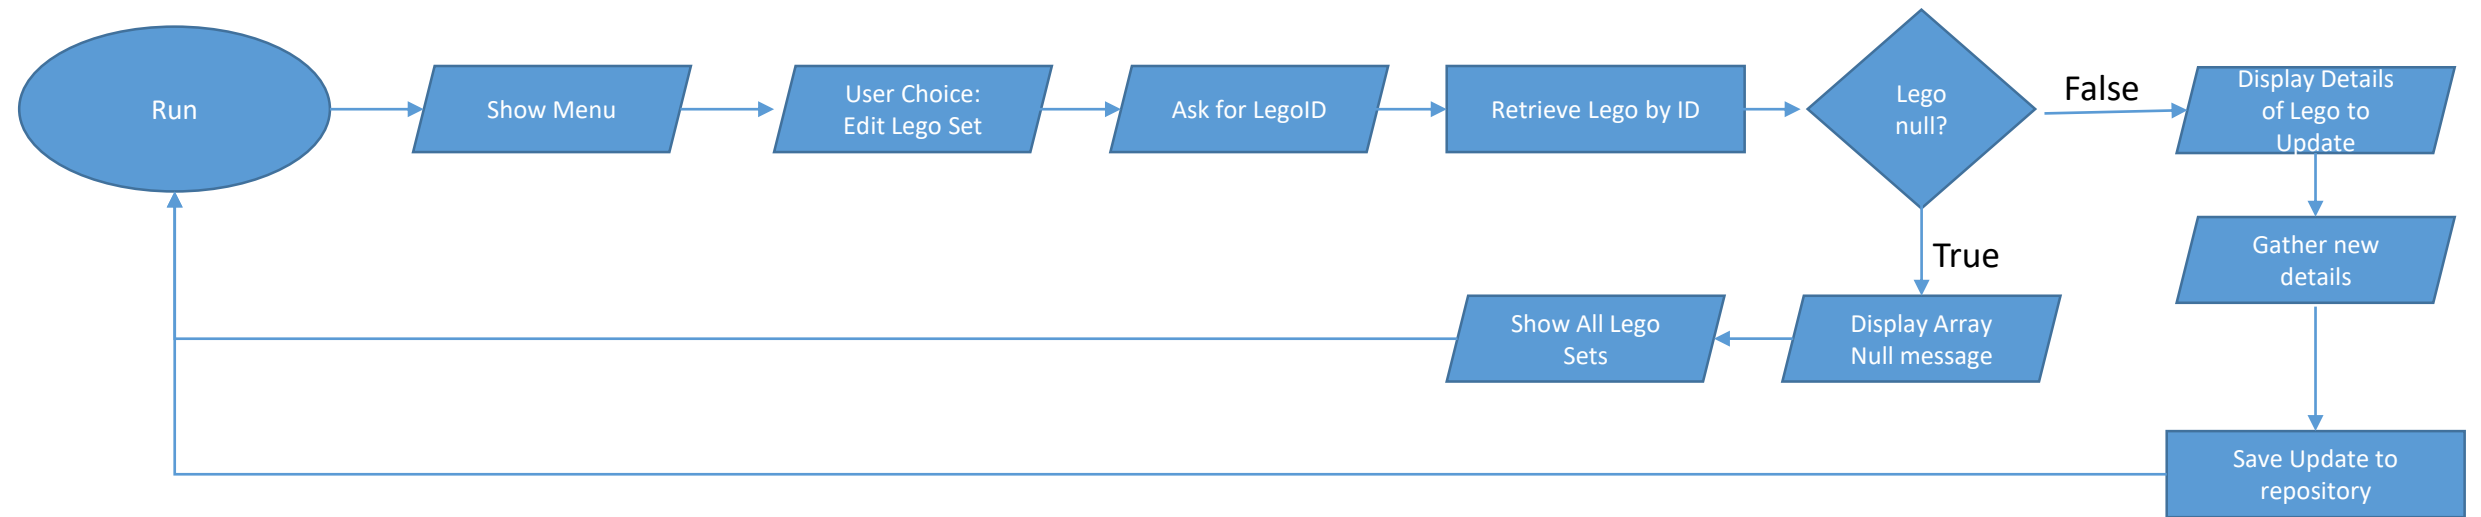 Run
Show Menu
User Choice:
Edit Lego Set
Ask for LegoID
Retrieve Lego by ID
Lego
null?
False
Display Details
of Lego to
Update
True
Gather new
details
Show All Lego
Sets
Display Array
Null message
Save Update to
repository